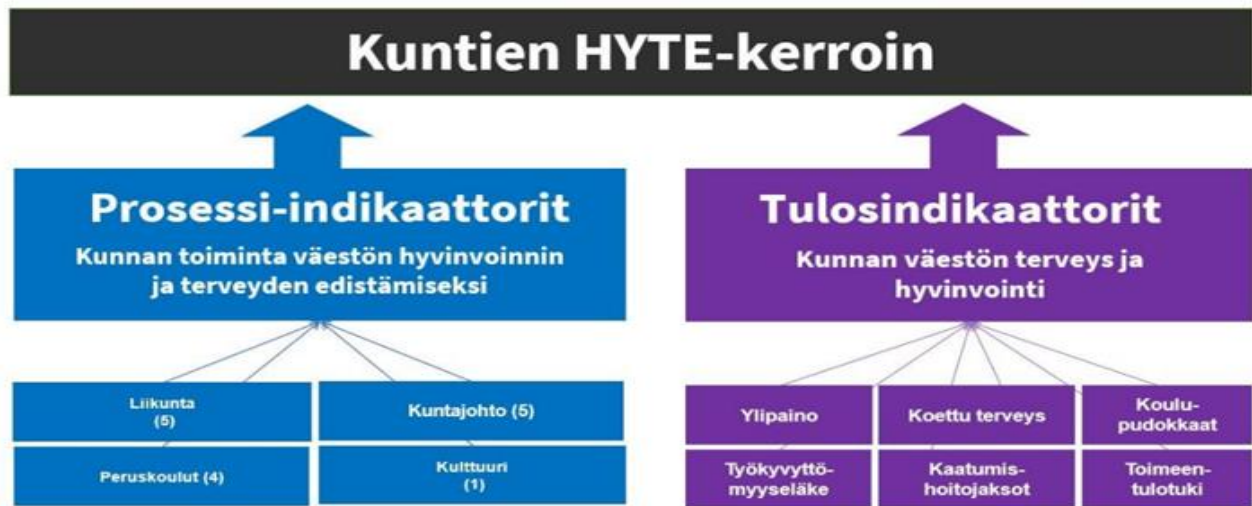 Kuntien HYTE-kerroin
Prosessi-indikaattorit
Kunnan toiminta väestön hyvinvoinnin
ja terveyden edistämiseksi
Liikunta
(5)
Kuntajohto (5)
Peruskoulut (4)
Kulttuuri
(1)
Tulosindikaattorit
Kunnan väestön terveys ja
hyvinvointi
Ylipaino
Koettu terveys
Koulu-
pudokkaat
Työkyvyttö-
myyseläke
Kaatumis-
hoitojaksot
Toimeen-
tulotuki